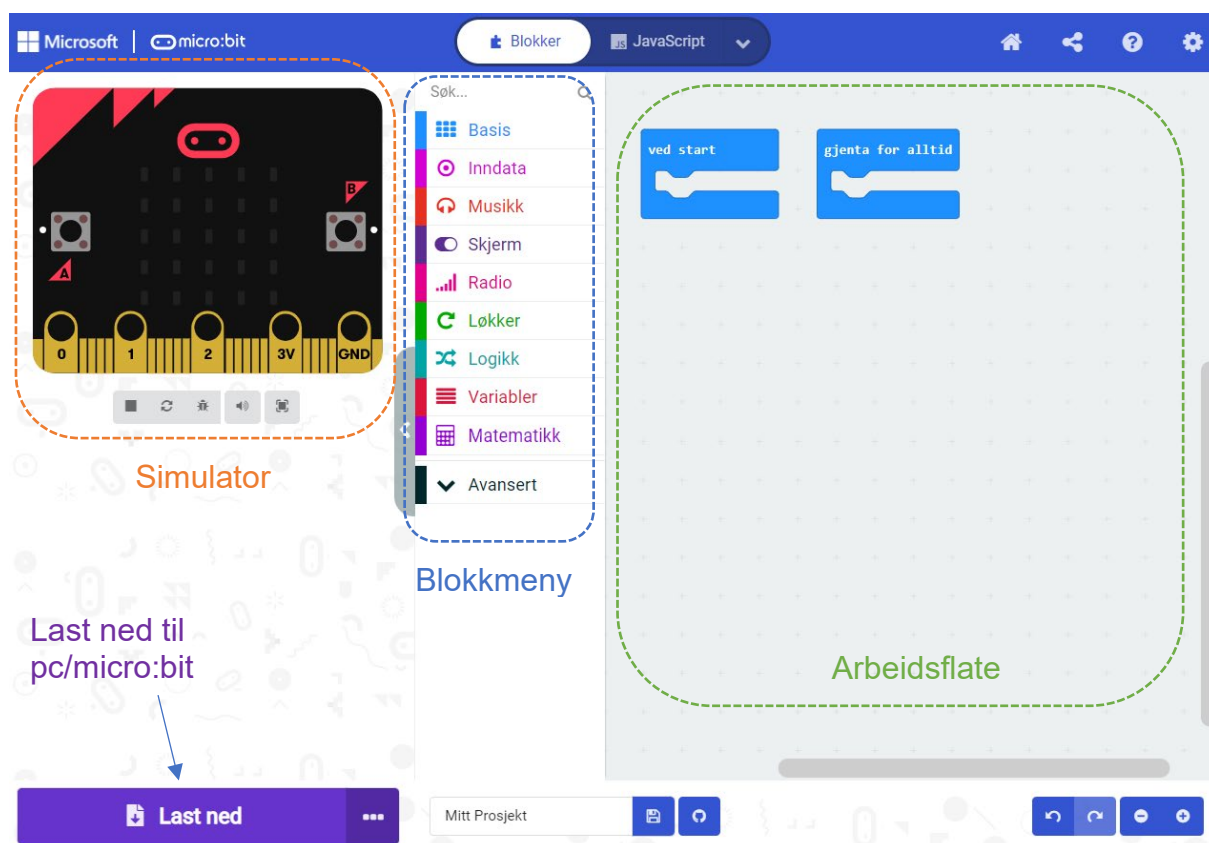 Microsoft
micro:bit
Blokker
JS
JavaScript
Søk...
Basis
Inndata
Musikk
Skjerm
Radio
Løkker
Logikk
Variabler
Matematikk
Avansert
ved start
gjenta for alltid
B
A
0
1
2
3V
GND
Simulator
Blokkmeny
Last ned til
pc/micro:bit
Arbeidsflate
Last ned
Mitt Prosjekt